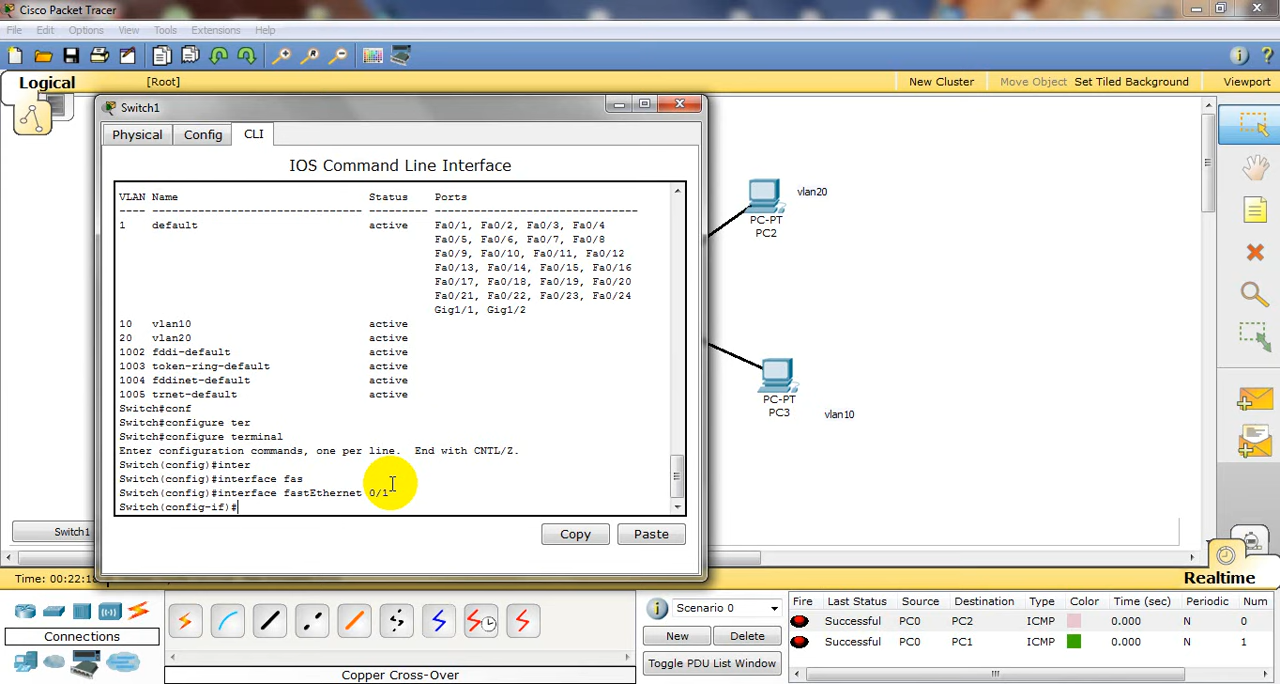 Cisco Packet Tracer
File Edit Options View Tools Extensions Help
Logical [Root] New Cluster Move Object Set Tiled Background Viewport
Switch1
Physical Config CLI
IOS Command Line Interface
VLAN Name Status Ports
---- -------------------------------- --------- -------------------------------
1 default active Fa0/1, Fa0/2, Fa0/3, Fa0/4
Fa0/5, Fa0/6, Fa0/7, Fa0/8
Fa0/9, Fa0/10, Fa0/11, Fa0/12
Fa0/13, Fa0/14, Fa0/15, Fa0/16
Fa0/17, Fa0/18, Fa0/19, Fa0/20
Fa0/21, Fa0/22, Fa0/23, Fa0/24
Gig1/1, Gig1/2
10 vlan10 active
20 vlan20 active
1002 fddi-default active
1003 token-ring-default active
1004 fddinet-default active
1005 trnet-default active
Switch#conf
Switch#configure ter
Switch#configure terminal
Enter configuration commands, one per line. End with CNTL/Z.
Switch(config)#inter
Switch(config)#interface fas
Switch(config)#interface fastEthernet 0/1
Switch(config-if)#
Copy Paste
vlan20
PC-PT
PC2
PC-PT
PC3
vlan10
Switch1
Time: 00:22:18
Realtime
Connections
Copper Cross-Over
Scenario 0
New Delete
Toggle PDU List Window
Fire Last Status Source Destination Type Color Time (sec) Periodic Num
Successful PC0 PC2 ICMP 0.000 N 0
Successful PC0 PC1 ICMP 0.000 N 1